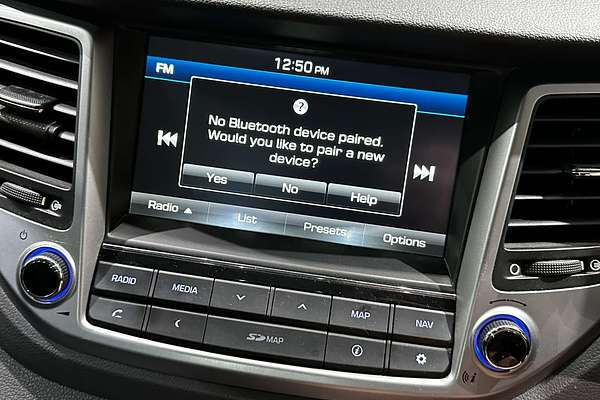 12:50 PM
FM
?
No Bluetooth device paired.
Would you like to pair a new
device?
Yes
No
Help
Radio ▲
List
Presets
Options
RADIO
MEDIA
MAP
NAV
SD MAP